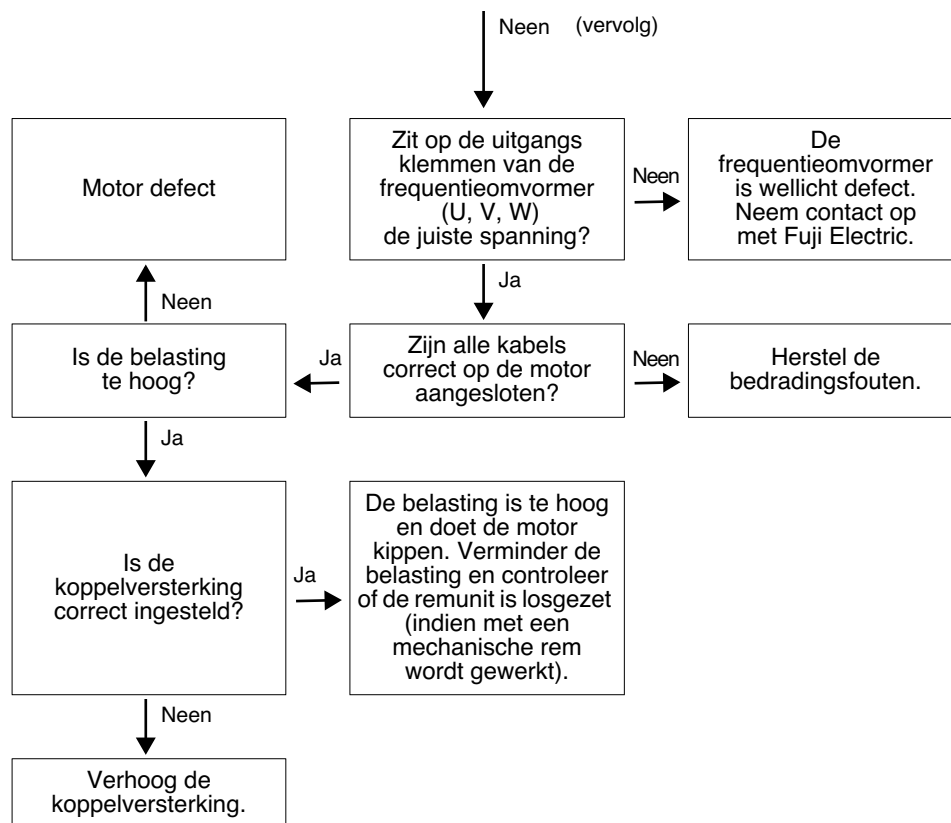 Neen (vervolg)
Motor defect
Zit op de uitgangs
klemmen van de
frequentieomvormer
(U, V, W)
de juiste spanning?
Neen
De
frequentieomvormer
is wellicht defect.
Neem contact op
met Fuji Electric.
Neen
Ja
Is de belasting
te hoog?
Ja
Zijn alle kabels
correct op de motor
aangesloten?
Neen
Herstel de
bedradingsfouten.
Ja
Is de
koppelversterking
correct ingesteld?
Ja
De belasting is te hoog
en doet de motor
kippen. Verminder de
belasting en controleer
of de remunit is losgezet
(indien met een
mechanische rem
wordt gewerkt).
Neen
Verhoog de
koppelversterking.